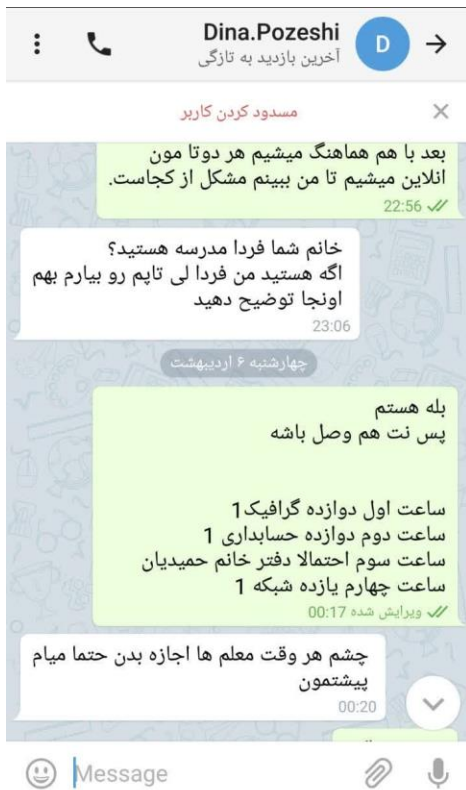 Dina.Pozeshi
آخرین بازدید به تازگی
D
مسدود کردن کاربر
بعد با هم هماهنگ میشیم هر دوتا مون
انلاین میشیم تا من ببینم مشکل از کجاست.
22:56
خانم شما فردا مدرسه هستید؟
اگه هستید من فردا لی تاپم رو بیارم بهم
اونجا توضیح دهید
23:06
چهارشنبه ۶ اردیبهشت
بله هستم
پس نت هم وصل باشه
ساعت اول دوازده گرافیک1
ساعت دوم دوازده حسابداری 1
ساعت سوم احتمالا دفتر خانم حمیدیان
ساعت چهارم یازده شبکه 1
ویرایش شده 00:17
چشم هر وقت معلم ها اجازه بدن حتما میام
پیشتمون
00:20
Message